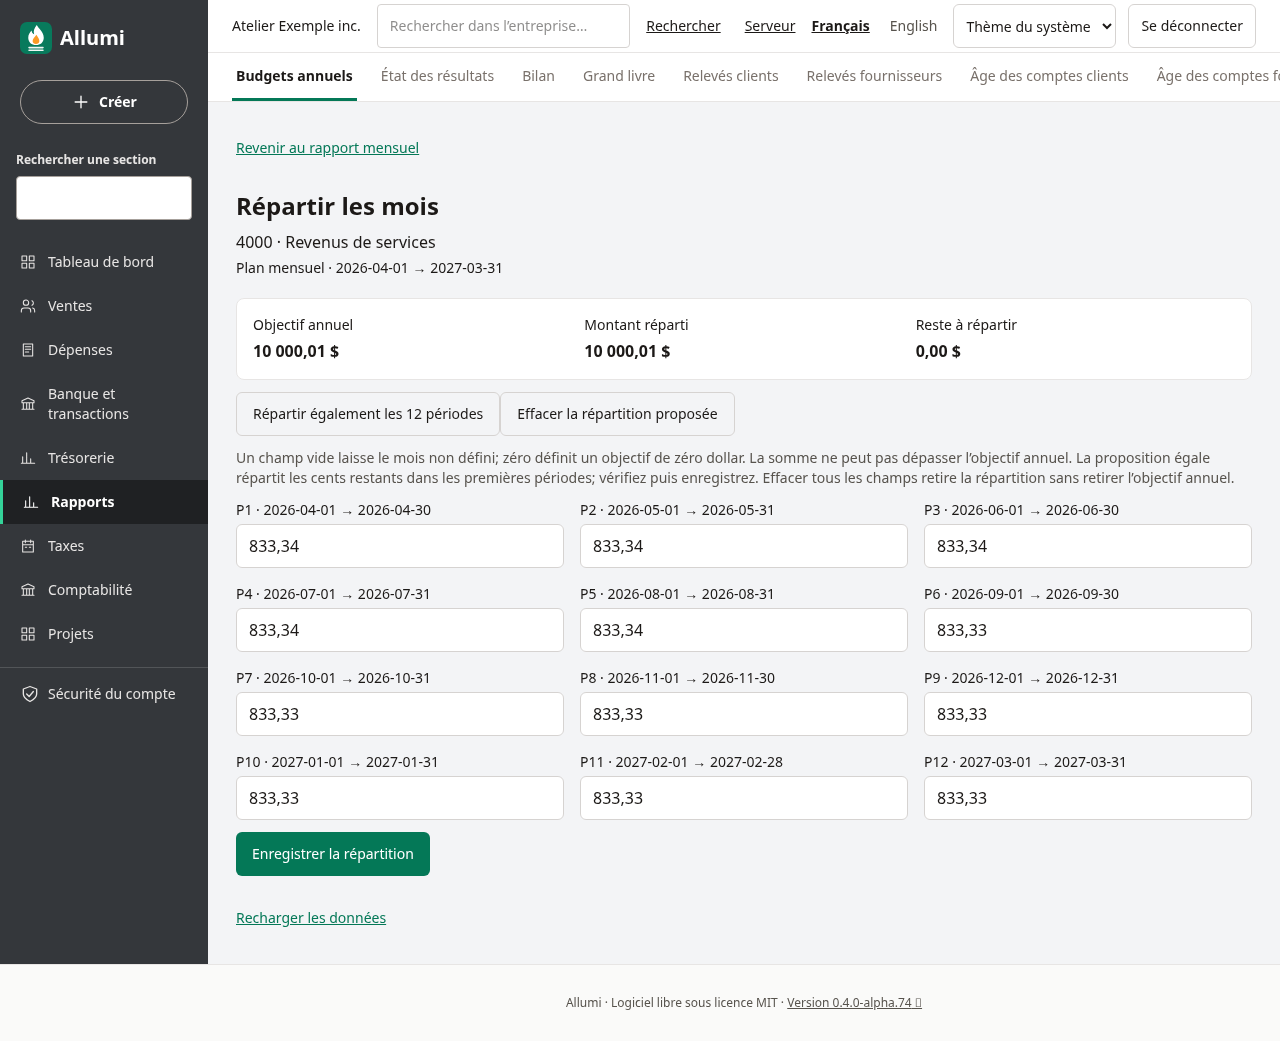 Allumi
Créer
Rechercher une section
Tableau de bord
Ventes
Dépenses
Banque et
transactions
Trésorerie
Rapports
Taxes
Comptabilité
Projets
Sécurité du compte
Atelier Exemple inc.
Rechercher dans l’entreprise…
Rechercher
Serveur
Français
English
Thème du système
Se déconnecter
Budgets annuels
État des résultats
Bilan
Grand livre
Relevés clients
Relevés fournisseurs
Âge des comptes clients
Âge des comptes
Revenir au rapport mensuel
Répartir les mois
4000 · Revenus de services
Plan mensuel · 2026-04-01 → 2027-03-31
Objectif annuel
10 000,01 $
Montant réparti
10 000,01 $
Reste à répartir
0,00 $
Répartir également les 12 périodes
Effacer la répartition proposée
Un champ vide laisse le mois non défini; zéro définit un objectif de zéro dollar. La somme ne peut pas dépasser l’objectif annuel. La proposition égale
répartit les cents restants dans les premières périodes; vérifiez puis enregistrez. Effacer tous les champs retire la répartition sans retirer l’objectif annuel.
P1 · 2026-04-01 → 2026-04-30
833,34
P2 · 2026-05-01 → 2026-05-31
833,34
P3 · 2026-06-01 → 2026-06-30
833,34
P4 · 2026-07-01 → 2026-07-31
833,34
P5 · 2026-08-01 → 2026-08-31
833,34
P6 · 2026-09-01 → 2026-09-30
833,33
P7 · 2026-10-01 → 2026-10-31
833,33
P8 · 2026-11-01 → 2026-11-30
833,33
P9 · 2026-12-01 → 2026-12-31
833,33
P10 · 2027-01-01 → 2027-01-31
833,33
P11 · 2027-02-01 → 2027-02-28
833,33
P12 · 2027-03-01 → 2027-03-31
833,33
Enregistrer la répartition
Recharger les données
Allumi · Logiciel libre sous licence MIT · Version 0.4.0-alpha.74